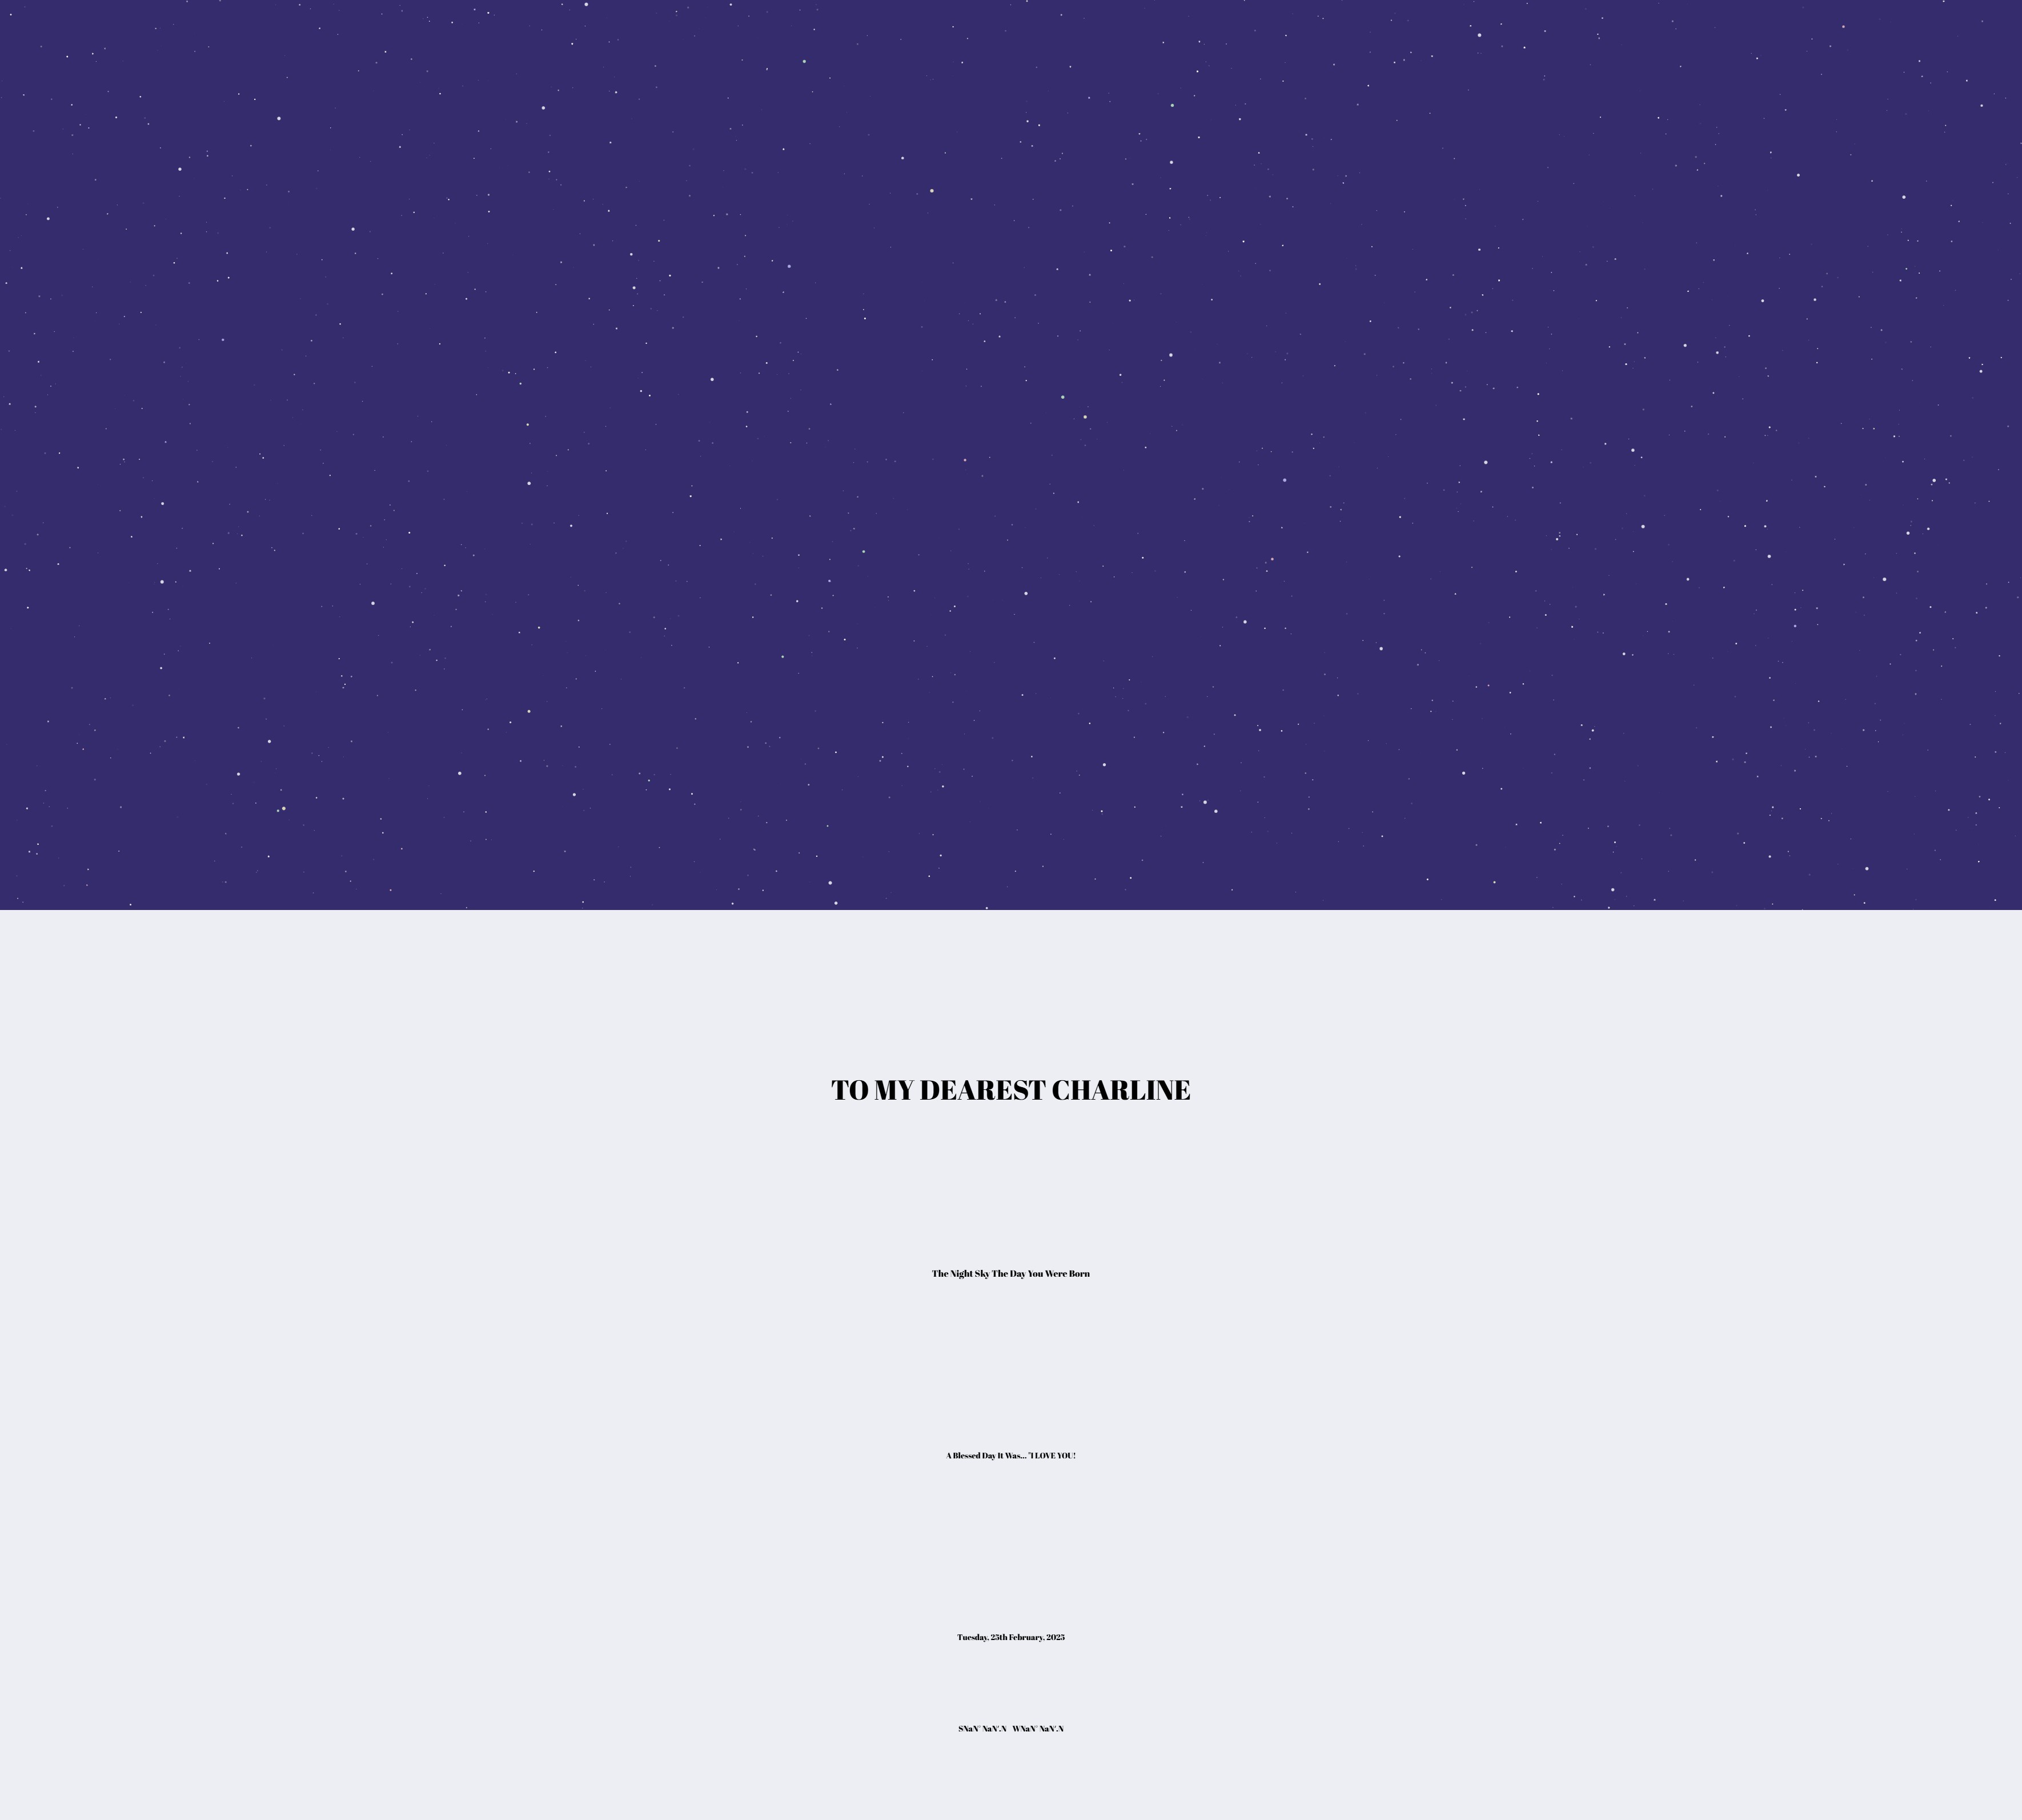 TO MY DEAREST CHARLINE
The Night Sky The Day You Were Born
A Blessed Day It Was... "I LOVE YOU!
Tuesday, 25th February, 2025
SNaN° NaN'.N WNaN° NaN'.N